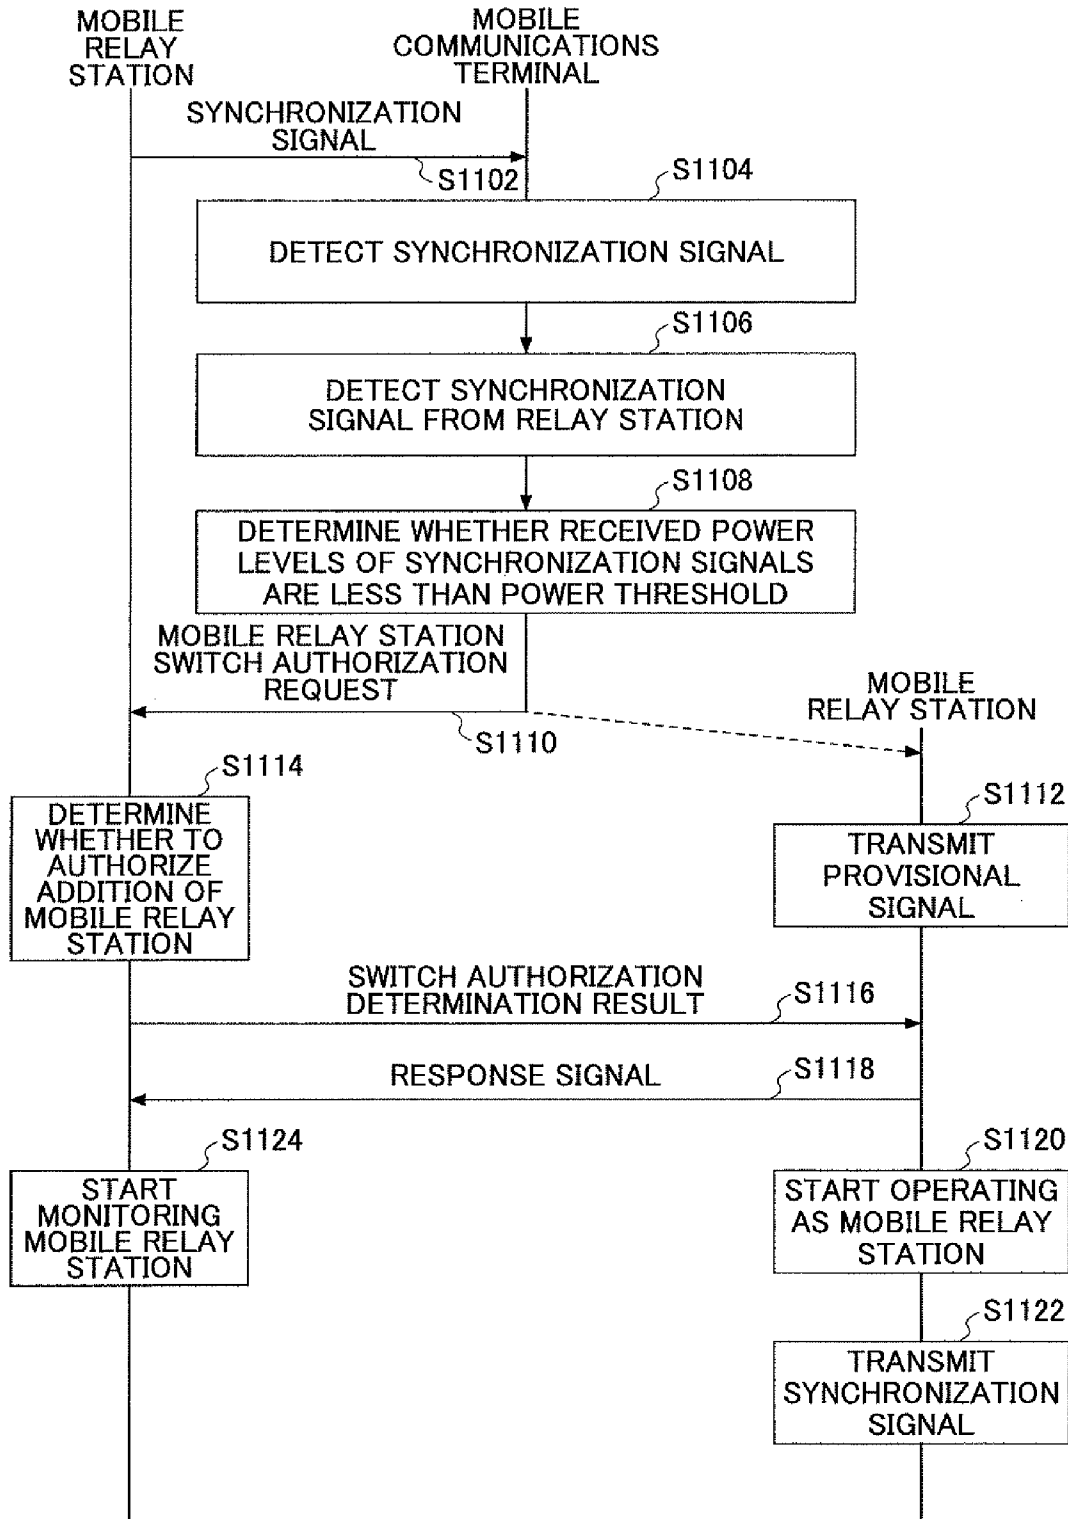 MOBILE
RELAY
STATION
MOBILE
COMMUNICATIONS
TERMINAL
SYNCHRONIZATION
SIGNAL
S1102
S1104
DETECT SYNCHRONIZATION SIGNAL
S1106
DETECT SYNCHRONIZATION
SIGNAL FROM RELAY STATION
S1108
DETERMINE WHETHER RECEIVED POWER
LEVELS OF SYNCHRONIZATION SIGNALS
ARE LESS THAN POWER THRESHOLD
MOBILE RELAY STATION
SWITCH AUTHORIZATION
REQUEST
S1110
MOBILE
RELAY STATION
S1114
DETERMINE
WHETHER TO
AUTHORIZE
ADDITION OF
MOBILE RELAY
STATION
S1112
TRANSMIT
PROVISIONAL
SIGNAL
SWITCH AUTHORIZATION
DETERMINATION RESULT
S1116
RESPONSE SIGNAL
S1118
S1124
START
MONITORING
MOBILE RELAY
STATION
S1120
START OPERATING
AS MOBILE RELAY
STATION
S1122
TRANSMIT
SYNCHRONIZATION
SIGNAL